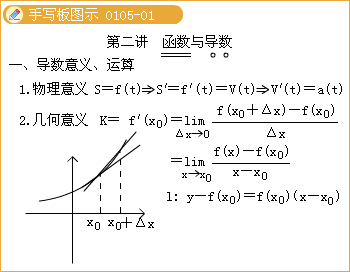 手写板图示 0105-01
第二讲 函数与导数
一、导数意义、运算
1.物理意义 S=f(t)⇒S′=f′(t)=V(t)⇒V′(t)=a(t)
2.几何意义 K= f′(x₀)=lim Δx→0 (f(x₀+Δx)-f(x₀))/Δx
=lim x→x₀ (f(x)-f(x₀))/(x-x₀)
l: y-f(x₀)=f(x₀)(x-x₀)
x₀ x₀+Δx